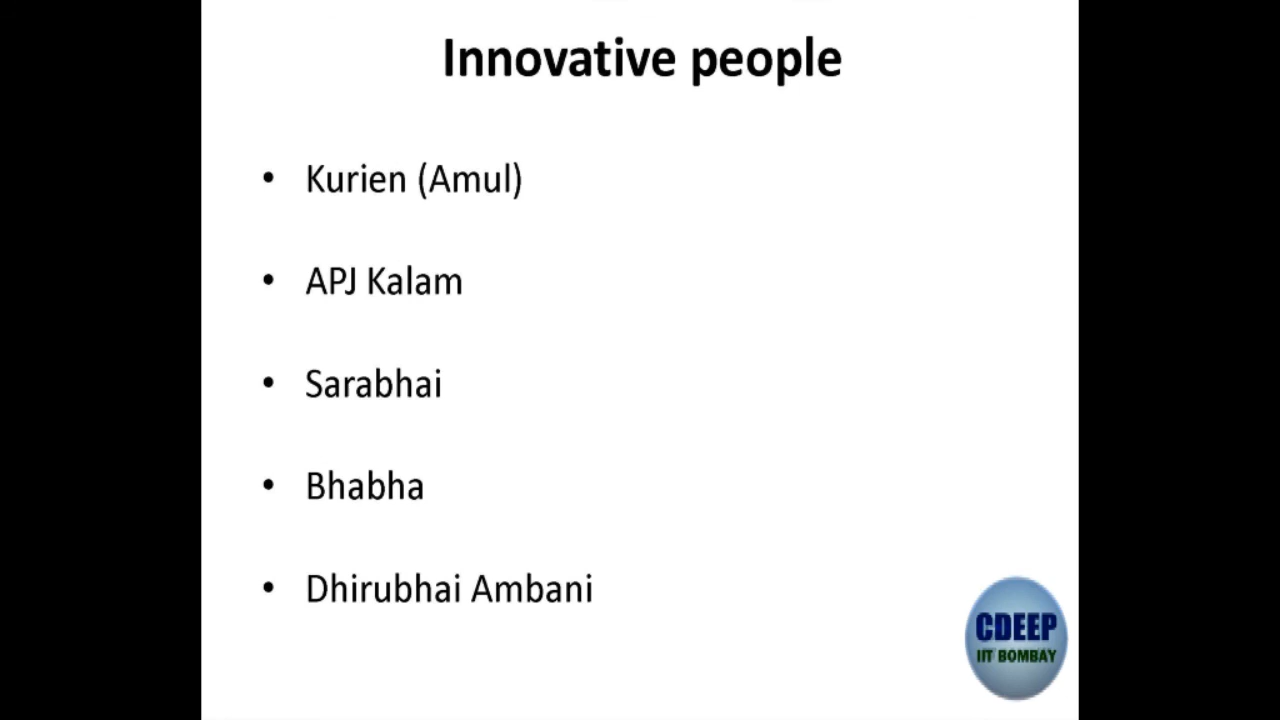 Innovative people
• Kurien (Amul)
• APJ Kalam
• Sarabhai
• Bhabha
• Dhirubhai Ambani
CDEEP
IIT BOMBAY